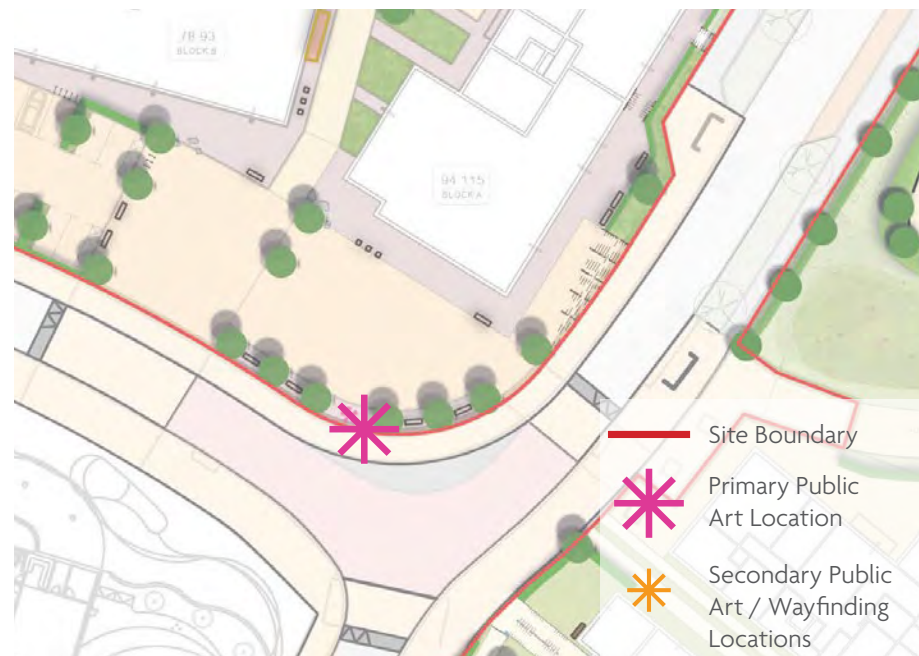 78-93
BLOCK B
94-115
BLOCK A
Site Boundary
Primary Public
Art Location
Secondary Public
Art / Wayfinding
Locations